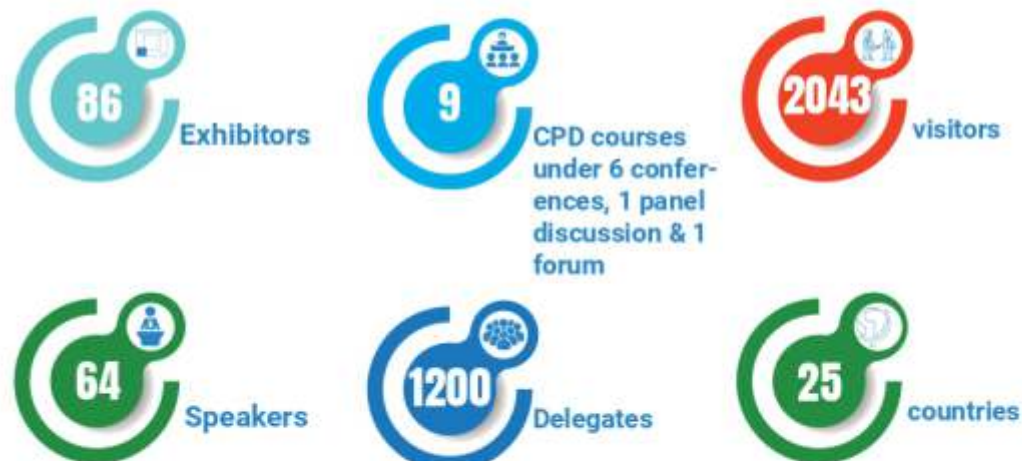 86
Exhibitors
9
CPD courses
under 6 confer-
ences, 1 panel
discussion & 1
forum
2043
visitors
64
Speakers
1200
Delegates
25
countries